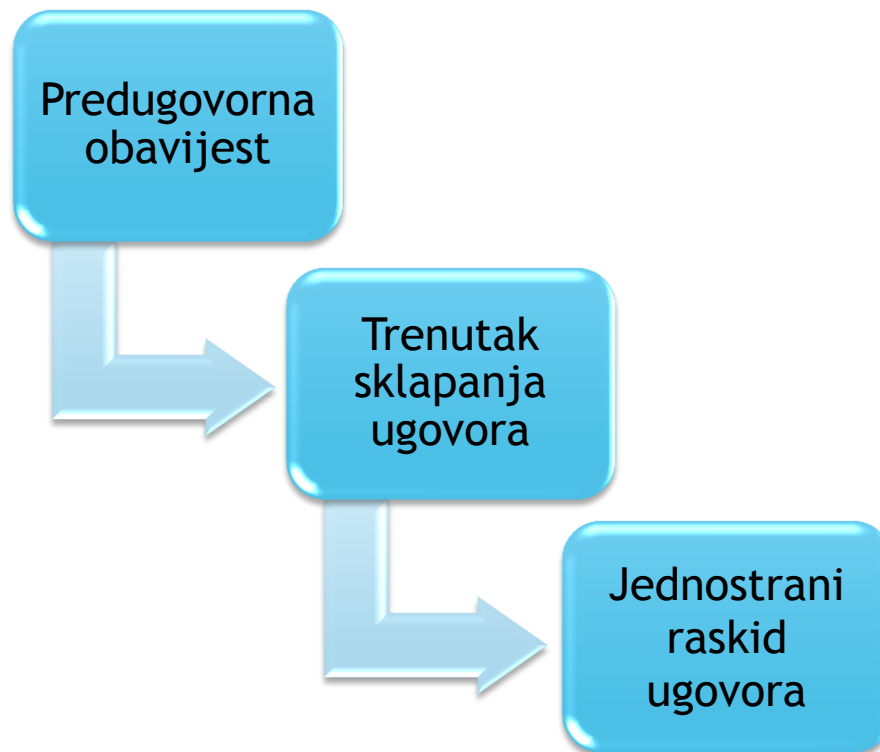 Predugovorna
obavijest
Trenutak
sklapanja
ugovora
Jednostrani
raskid
ugovora